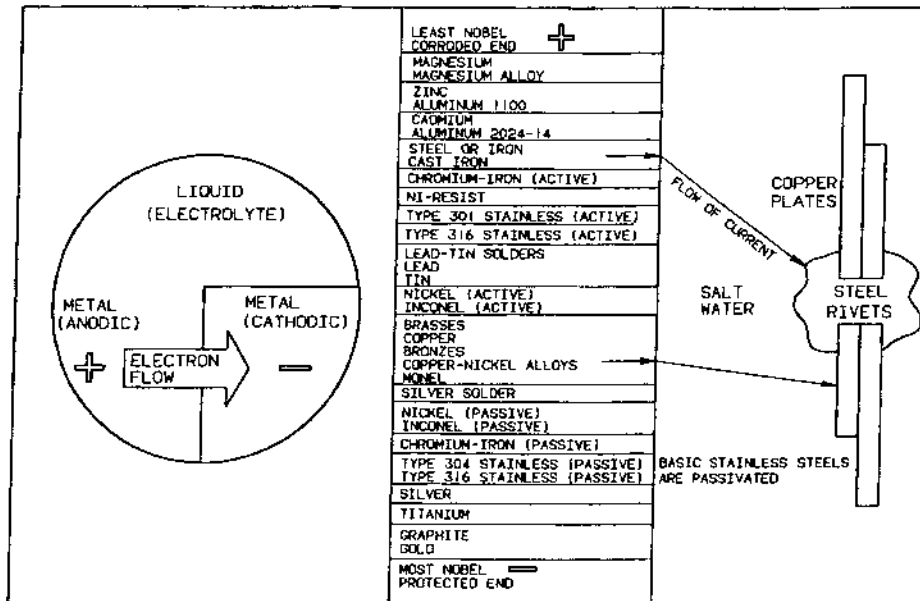 LIQUID
(ELECTROLYTE)
METAL
(ANODIC)
METAL
(CATHODIC)
ELECTRON
FLOW
LEAST NOBEL
CORRODED END
MAGNESIUM
MAGNESIUM ALLOY
ZINC
ALUMINUM 1100
CADMIUM
ALUMINUM 2024-14
STEEL OR IRON
CAST IRON
CHROMIUM-IRON (ACTIVE)
NI-RESIST
TYPE 301 STAINLESS (ACTIVE)
TYPE 316 STAINLESS (ACTIVE)
LEAD-TIN SOLDERS
LEAD
TIN
NICKEL (ACTIVE)
INCONEL (ACTIVE)
BRASSES
COPPER
BRONZES
COPPER-NICKEL ALLOYS
MONEL
SILVER SOLDER
NICKEL (PASSIVE)
INCONEL (PASSIVE)
CHROMIUM-IRON (PASSIVE)
TYPE 304 STAINLESS (PASSIVE)
TYPE 316 STAINLESS (PASSIVE)
SILVER
TITANIUM
GRAPHITE
GOLD
MOST NOBEL
PROTECTED END
FLOW OF CURRENT
COPPER
PLATES
SALT
WATER
STEEL
RIVETS
BASIC STAINLESS STEELS
ARE PASSIVATED